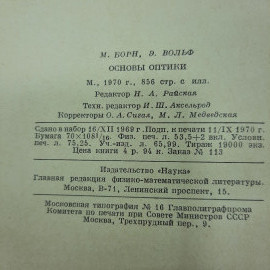 М. БОРН, Э. ВОЛЬФ
ОСНОВЫ ОПТИКИ
М., 1970 г., 856 стр. с илл.
Редактор Н. А. Райская
Техн. редактор И. Ш. Аксельрод
Корректоры О. А. Сигал, М. Л. Медведская
Сдано в набор 16/XII 1969 г. Подп. к печати 11/IX 1970 г.
Бумага 70×108¹/₁₆. Физ. печ. л. 53,5+2 вкл. Условн.
печ. л. 75,25. Уч.-изд. л. 65,99. Тираж 19000 экз.
Цена книги 4 р. 94 к. Заказ № 113
Издательство «Наука»
Главная редакция физико-математической литературы.
Москва, В-71, Ленинский проспект, 15.
Московская типография № 16 Главполиграфпрома
Комитета по печати при Совете Министров СССР
Москва, Трехпрудный пер., 9.